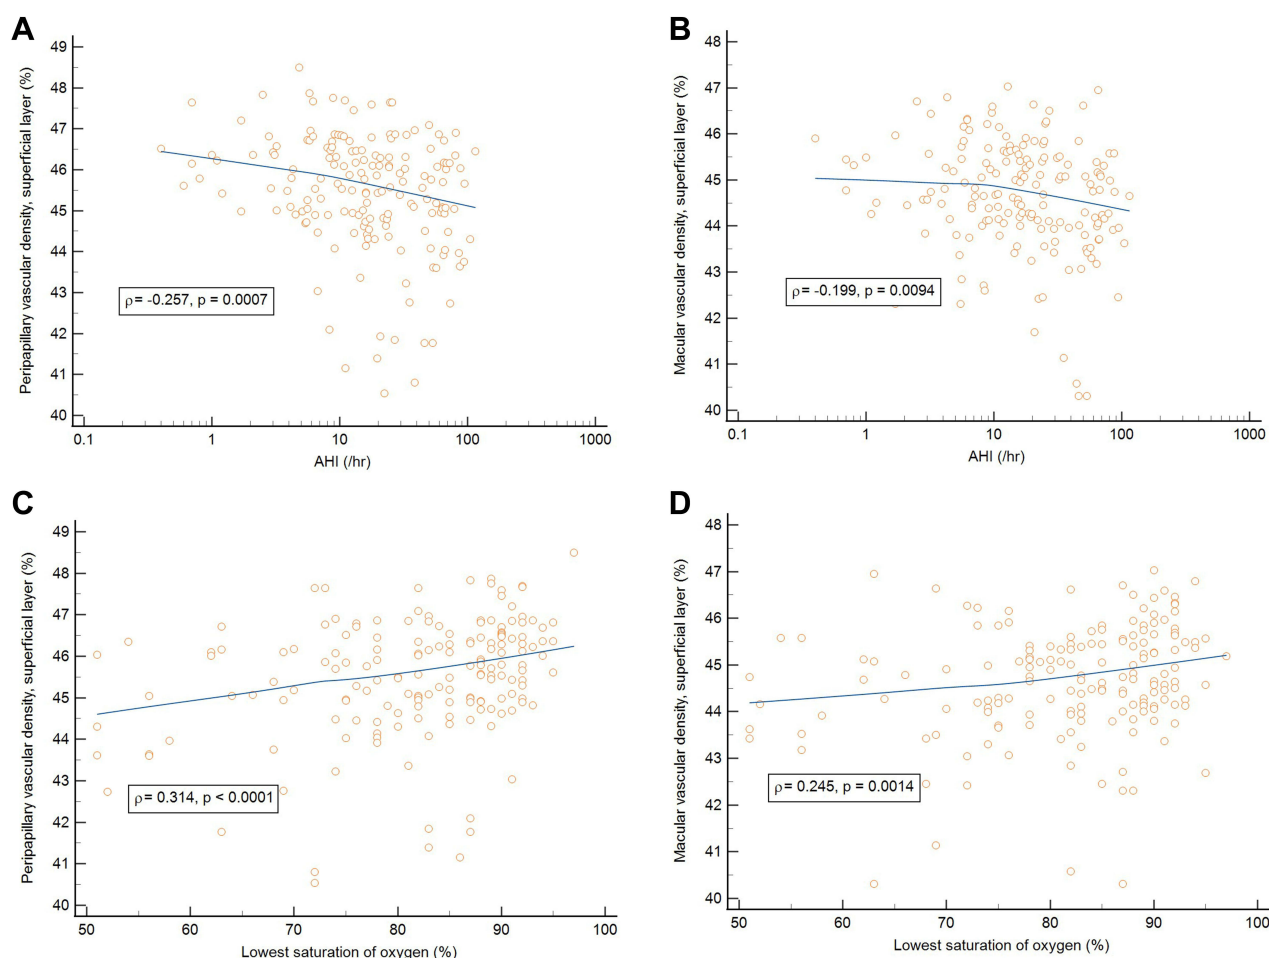 A
Peripapillary vascular density, superficial layer (%)
49
48
47
46
45
44
43
42
41
40
ρ= -0.257, p = 0.0007
0.1 1 10 100 1000
AHI (/hr)
B
Macular vascular density, superficial layer (%)
48
47
46
45
44
43
42
41
40
ρ= -0.199, p = 0.0094
0.1 1 10 100 1000
AHI (/hr)
C
Peripapillary vascular density, superficial layer (%)
49
48
47
46
45
44
43
42
41
40
ρ= 0.314, p < 0.0001
50 60 70 80 90 100
Lowest saturation of oxygen (%)
D
Macular vascular density, superficial layer (%)
48
47
46
45
44
43
42
41
40
ρ= 0.245, p = 0.0014
50 60 70 80 90 100
Lowest saturation of oxygen (%)